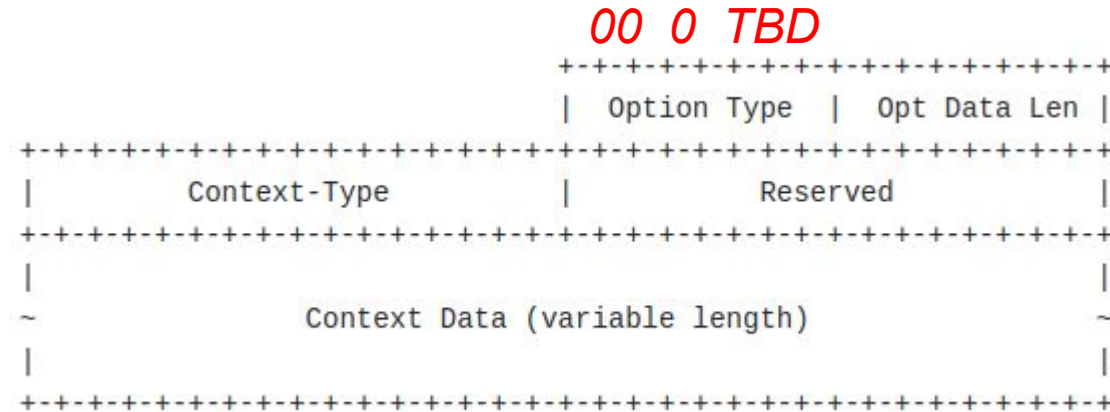 00 0 TBD
+-+-+-+-+-+-+-+-+-+-+-+-+-+-+-+-+
| Option Type | Opt Data Len |
+-+-+-+-+-+-+-+-+-+-+-+-+-+-+-+-+-+-+-+-+-+-+-+-+-+-+-+-+-+-+-+-+
| Context-Type | Reserved |
+-+-+-+-+-+-+-+-+-+-+-+-+-+-+-+-+-+-+-+-+-+-+-+-+-+-+-+-+-+-+-+-+
| |
~ Context Data (variable length) ~
| |
+-+-+-+-+-+-+-+-+-+-+-+-+-+-+-+-+-+-+-+-+-+-+-+-+-+-+-+-+-+-+-+-+